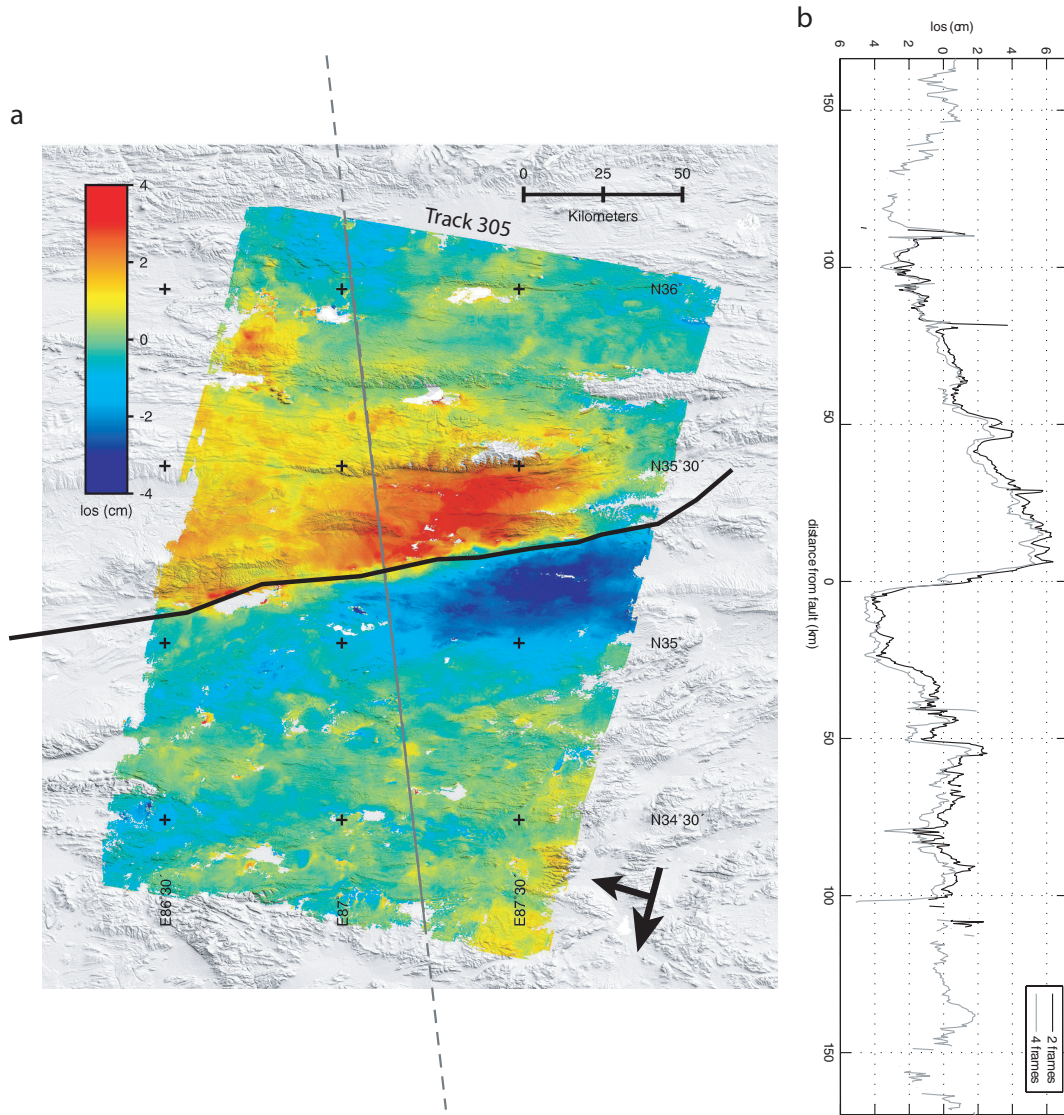 a
4
2
0
-2
-4
los (cm)
0 25 50
Kilometers
Track 305
N36°
N35°30´
N35°
N34°30´
E86°30´
E87°
E87°30´
b
los (cm)
6 4 2 0 2 4 6
150
100
50
0
50
100
150
distance from fault (km)
2 frames
4 frames